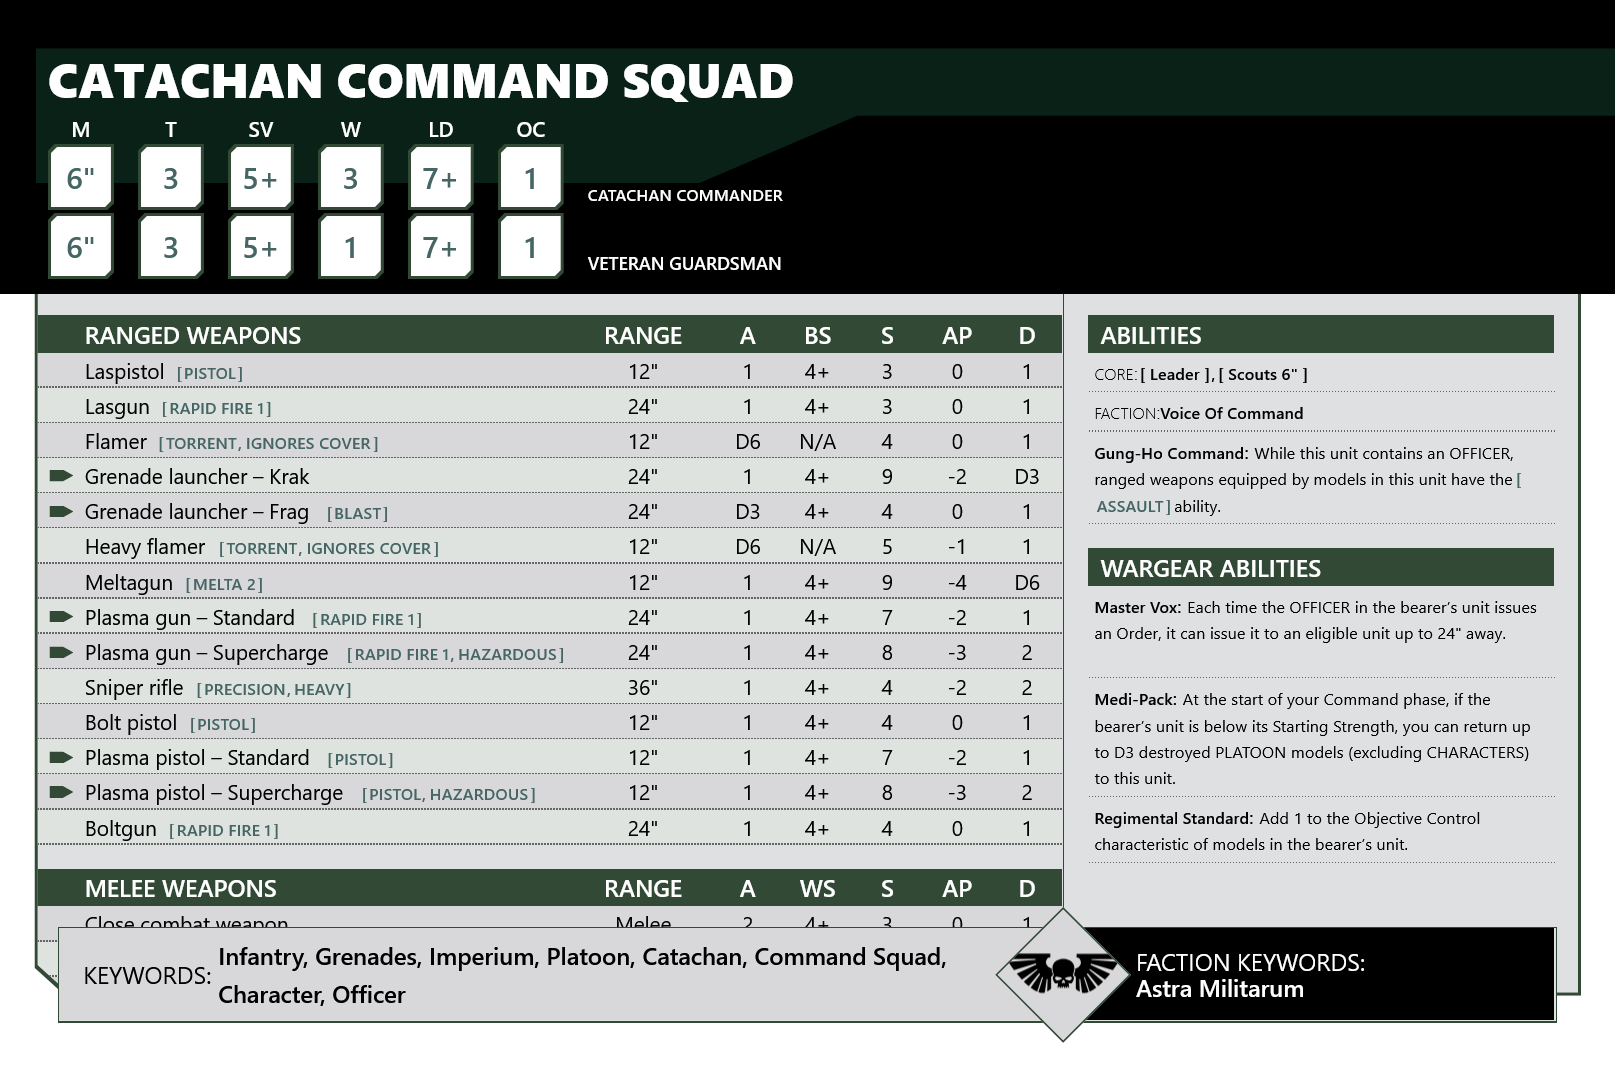 CATACHAN COMMAND SQUAD
M T SV W LD OC
6" 3 5+ 3 7+ 1 CATACHAN COMMANDER
6" 3 5+ 1 7+ 1 VETERAN GUARDSMAN
RANGED WEAPONS RANGE A BS S AP D
Laspistol [PISTOL] 12" 1 4+ 3 0 1
Lasgun [RAPID FIRE 1] 24" 1 4+ 3 0 1
Flamer [TORRENT, IGNORES COVER] 12" D6 N/A 4 0 1
Grenade launcher – Krak 24" 1 4+ 9 -2 D3
Grenade launcher – Frag [BLAST] 24" D3 4+ 4 0 1
Heavy flamer [TORRENT, IGNORES COVER] 12" D6 N/A 5 -1 1
Meltagun [MELTA 2] 12" 1 4+ 9 -4 D6
Plasma gun – Standard [RAPID FIRE 1] 24" 1 4+ 7 -2 1
Plasma gun – Supercharge [RAPID FIRE 1, HAZARDOUS] 24" 1 4+ 8 -3 2
Sniper rifle [PRECISION, HEAVY] 36" 1 4+ 4 -2 2
Bolt pistol [PISTOL] 12" 1 4+ 4 0 1
Plasma pistol – Standard [PISTOL] 12" 1 4+ 7 -2 1
Plasma pistol – Supercharge [PISTOL, HAZARDOUS] 12" 1 4+ 8 -3 2
Boltgun [RAPID FIRE 1] 24" 1 4+ 4 0 1
MELEE WEAPONS RANGE A WS S AP D
Close combat weapon Melee 2 4+ 3 0 1
ABILITIES
CORE: [ Leader ], [ Scouts 6" ]
FACTION: Voice Of Command
Gung-Ho Command: While this unit contains an OFFICER,
ranged weapons equipped by models in this unit have the [
ASSAULT] ability.
WARGEAR ABILITIES
Master Vox: Each time the OFFICER in the bearer’s unit issues
an Order, it can issue it to an eligible unit up to 24" away.
Medi-Pack: At the start of your Command phase, if the
bearer’s unit is below its Starting Strength, you can return up
to D3 destroyed PLATOON models (excluding CHARACTERS)
to this unit.
Regimental Standard: Add 1 to the Objective Control
characteristic of models in the bearer’s unit.
KEYWORDS: Infantry, Grenades, Imperium, Platoon, Catachan, Command Squad,
Character, Officer
FACTION KEYWORDS:
Astra Militarum